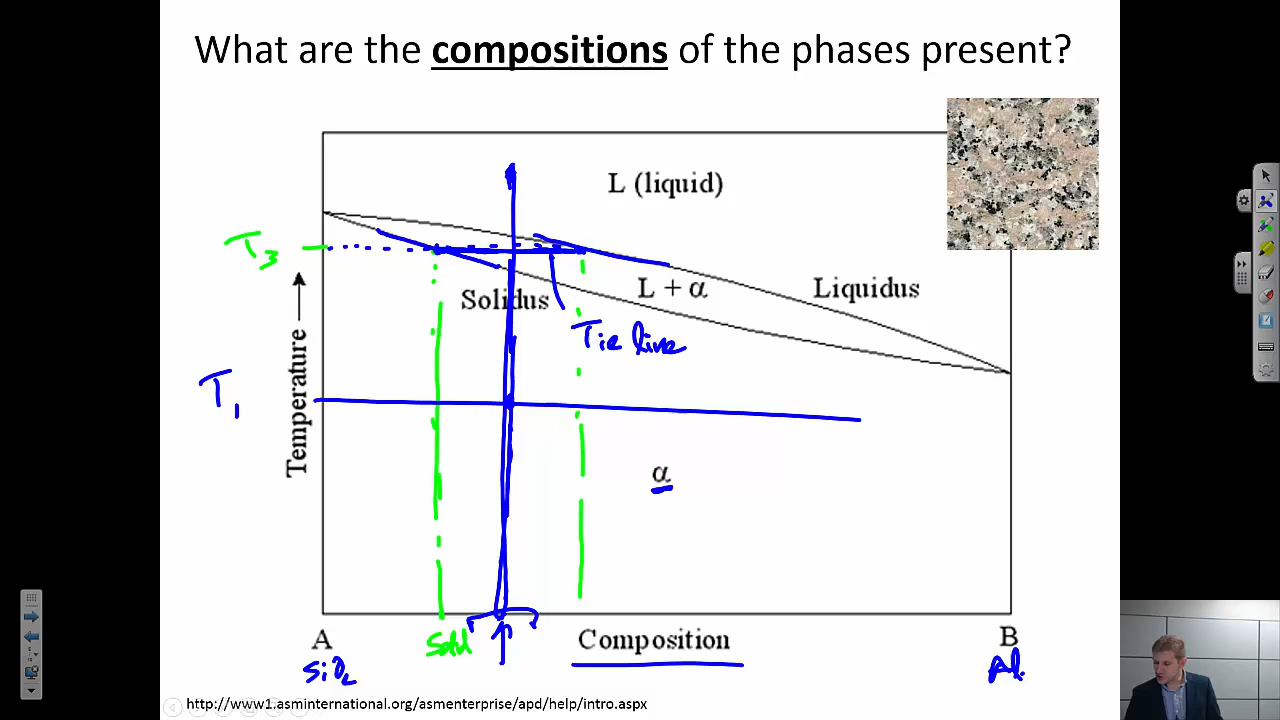 What are the compositions of the phases present?
L (liquid)
T3
Solidus
L + α
Liquidus
Tie line
T1
Temperature
α
Solid
A
Composition
B
SiO2
Al
http://www1.asminternational.org/asmenterprise/apd/help/intro.aspx